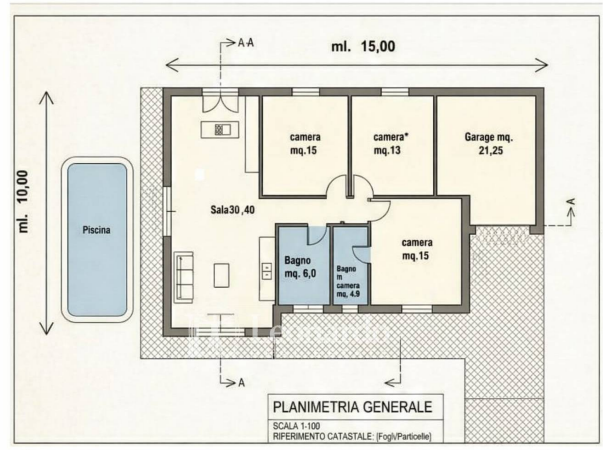 A-A
ml. 15,00
ml. 10,00
camera
mq.15
camera*
mq.13
Garage mq.
21,25
Sala30,40
Piscina
A
camera
mq.15
Bagno
mq. 6,0
Bagno
m
camera
mq, 4.9
Leonardo
A
PLANIMETRIA GENERALE
SCALA 1-100
RIFERIMENTO CATASTALE: (Fogli/Particelle)